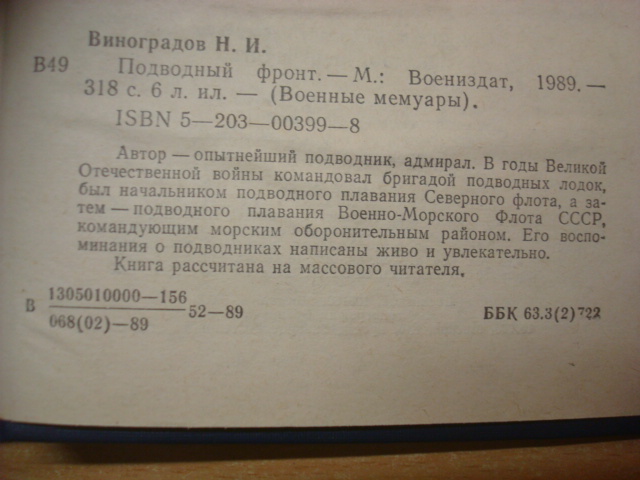 Виноградов Н. И.
В49 Подводный фронт. — М.: Воениздат, 1989. —
318 с. 6 л. ил. — (Военные мемуары).
ISBN 5—203—00399—8
Автор — опытнейший подводник, адмирал. В годы Великой
Отечественной войны командовал бригадой подводных лодок,
был начальником подводного плавания Северного флота, а за-
тем — подводного плавания Военно-Морского Флота СССР,
командующим морским оборонительным районом. Его воспо-
минания о подводниках написаны живо и увлекательно.
Книга рассчитана на массового читателя.
В 1305010000—156
068(02)—89 52—89
ББК 63.3(2)722